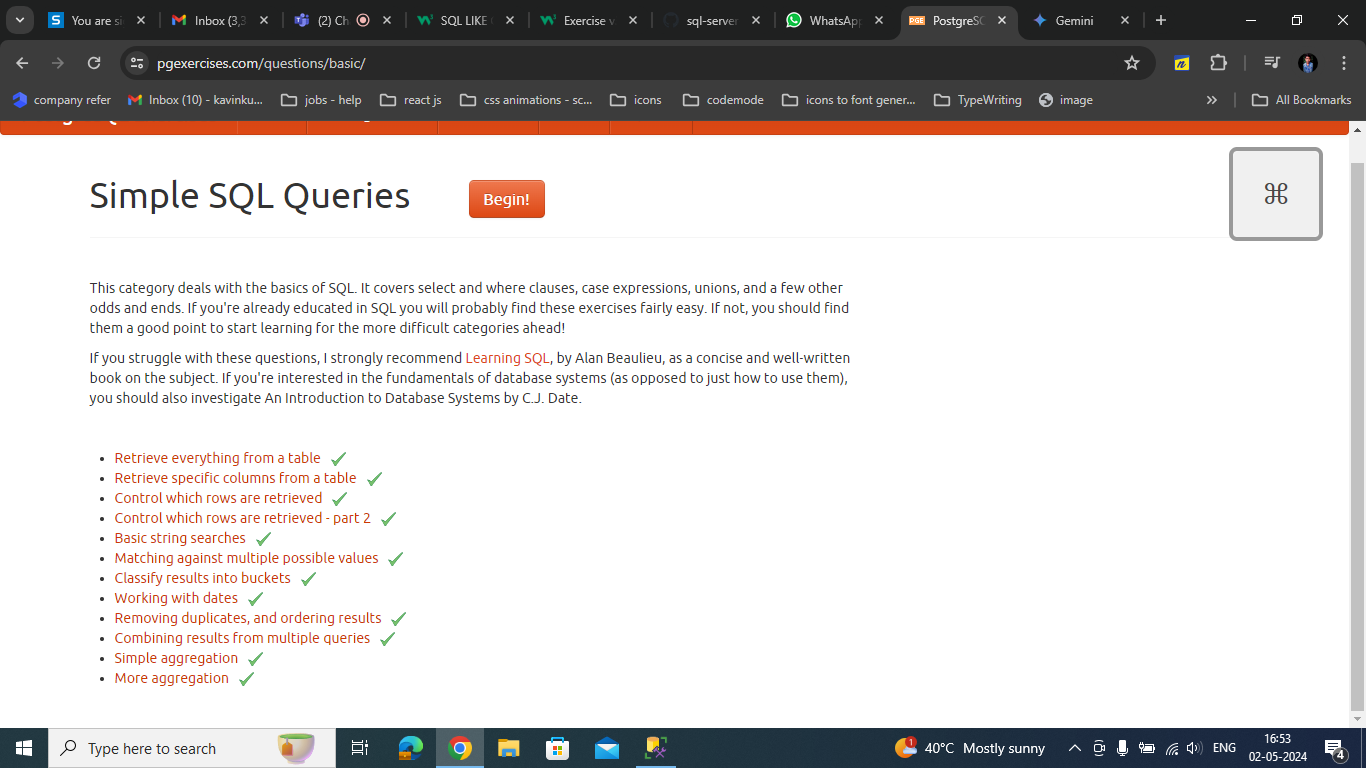 You are si
Inbox (3,3
(2) Ch
SQL LIKE
Exercise v
sql-server
WhatsAp
PostgreSQ
Gemini
pgexercises.com/questions/basic/
company refer
Inbox (10) - kavinku...
jobs - help
react js
css animations - sc...
icons
codemode
icons to font gener...
TypeWriting
image
All Bookmarks
Simple SQL Queries
Begin!
⌘
This category deals with the basics of SQL. It covers select and where clauses, case expressions, unions, and a few other
odds and ends. If you're already educated in SQL you will probably find these exercises fairly easy. If not, you should find
them a good point to start learning for the more difficult categories ahead!
If you struggle with these questions, I strongly recommend Learning SQL, by Alan Beaulieu, as a concise and well-written
book on the subject. If you're interested in the fundamentals of database systems (as opposed to just how to use them),
you should also investigate An Introduction to Database Systems by C.J. Date.
Retrieve everything from a table
Retrieve specific columns from a table
Control which rows are retrieved
Control which rows are retrieved - part 2
Basic string searches
Matching against multiple possible values
Classify results into buckets
Working with dates
Removing duplicates, and ordering results
Combining results from multiple queries
Simple aggregation
More aggregation
Type here to search
1
40°C Mostly sunny
ENG
16:53
02-05-2024
4